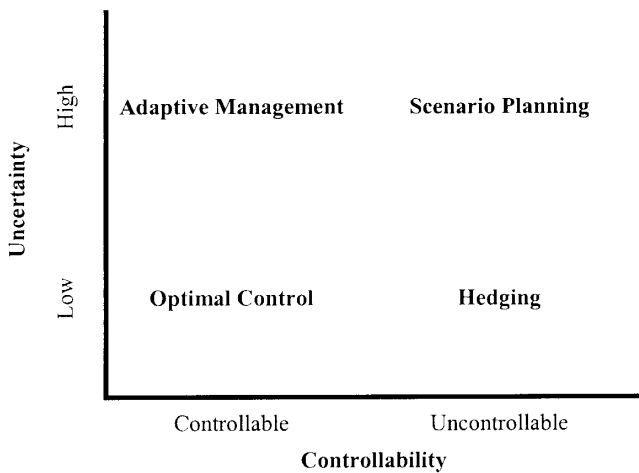 Uncertainty
High
Adaptive Management
Scenario Planning
Low
Optimal Control
Hedging
Controllable
Uncontrollable
Controllability